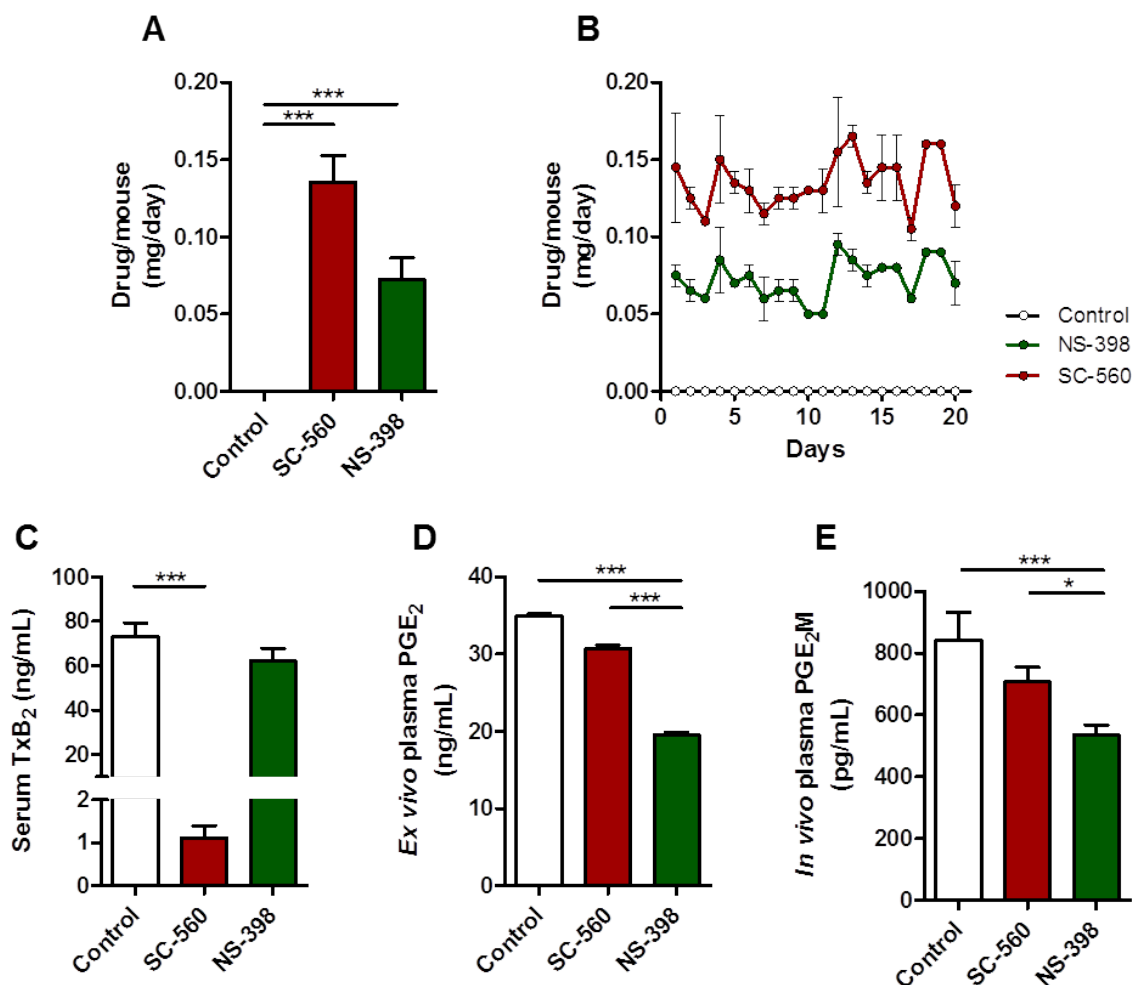 A
Drug/mouse
(mg/day)
0.20
0.15
0.10
0.05
0.00
***
***
Control
SC-560
NS-398
B
Drug/mouse
(mg/day)
0.20
0.15
0.10
0.05
0.00
0
5
10
15
20
Days
Control
NS-398
SC-560
C
Serum TxB₂ (ng/mL)
100
80
60
40
20
2
1
0
***
Control
SC-560
NS-398
D
Ex vivo plasma PGE₂
(ng/mL)
40
30
20
10
0
***
***
Control
SC-560
NS-398
E
In vivo plasma PGE₂M
(pg/mL)
1000
800
600
400
200
0
***
*
Control
SC-560
NS-398